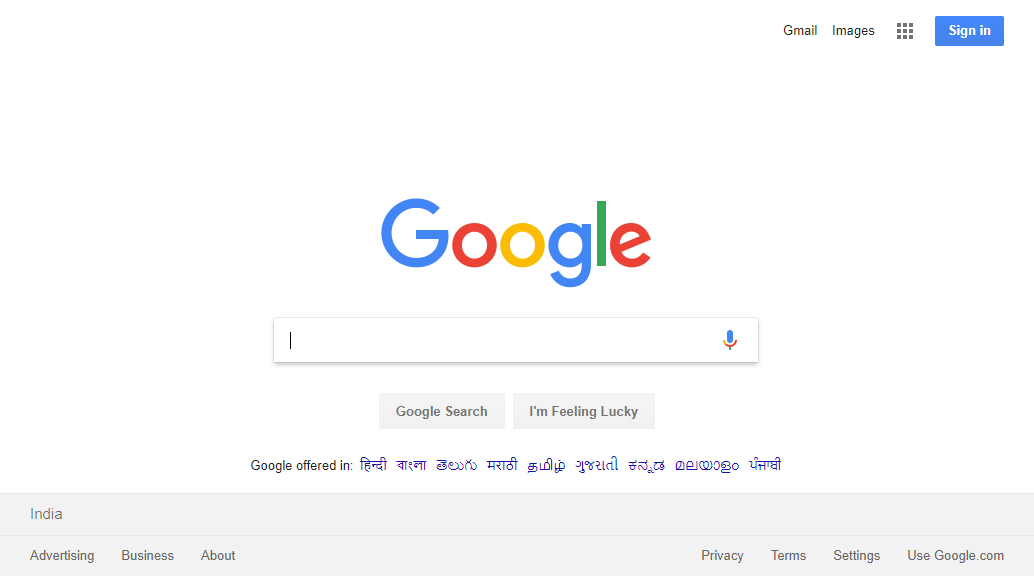 Gmail Images Sign in
Google
Google Search I'm Feeling Lucky
Google offered in: हिन्दी বাংলা తెలుగు मराठी தமிழ் ગુજરાતી ಕನ್ನಡ മലയാളം ਪੰਜਾਬੀ
India
Advertising Business About Privacy Terms Settings Use Google.com